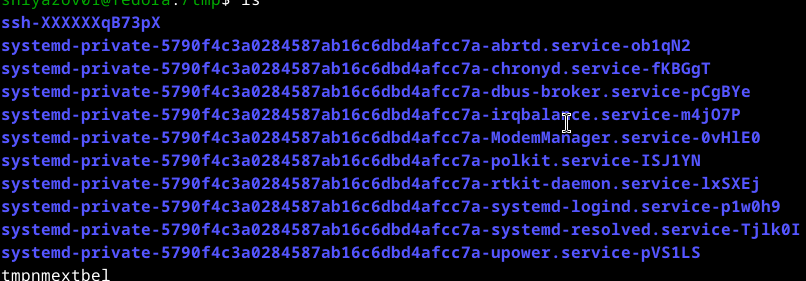 shiyazov01@fedora:/tmp$ ls
ssh-XXXXXXqB73pX
systemd-private-5790f4c3a0284587ab16c6dbd4afcc7a-abrtd.service-ob1qN2
systemd-private-5790f4c3a0284587ab16c6dbd4afcc7a-chronyd.service-fKBGgT
systemd-private-5790f4c3a0284587ab16c6dbd4afcc7a-dbus-broker.service-pCgBYe
systemd-private-5790f4c3a0284587ab16c6dbd4afcc7a-irqbalance.service-m4jO7P
systemd-private-5790f4c3a0284587ab16c6dbd4afcc7a-ModemManager.service-0vHlE0
systemd-private-5790f4c3a0284587ab16c6dbd4afcc7a-polkit.service-ISJ1YN
systemd-private-5790f4c3a0284587ab16c6dbd4afcc7a-rtkit-daemon.service-lxSXEj
systemd-private-5790f4c3a0284587ab16c6dbd4afcc7a-systemd-logind.service-p1w0h9
systemd-private-5790f4c3a0284587ab16c6dbd4afcc7a-systemd-resolved.service-Tjlk0I
systemd-private-5790f4c3a0284587ab16c6dbd4afcc7a-upower.service-pVS1LS
tmpnmextbel